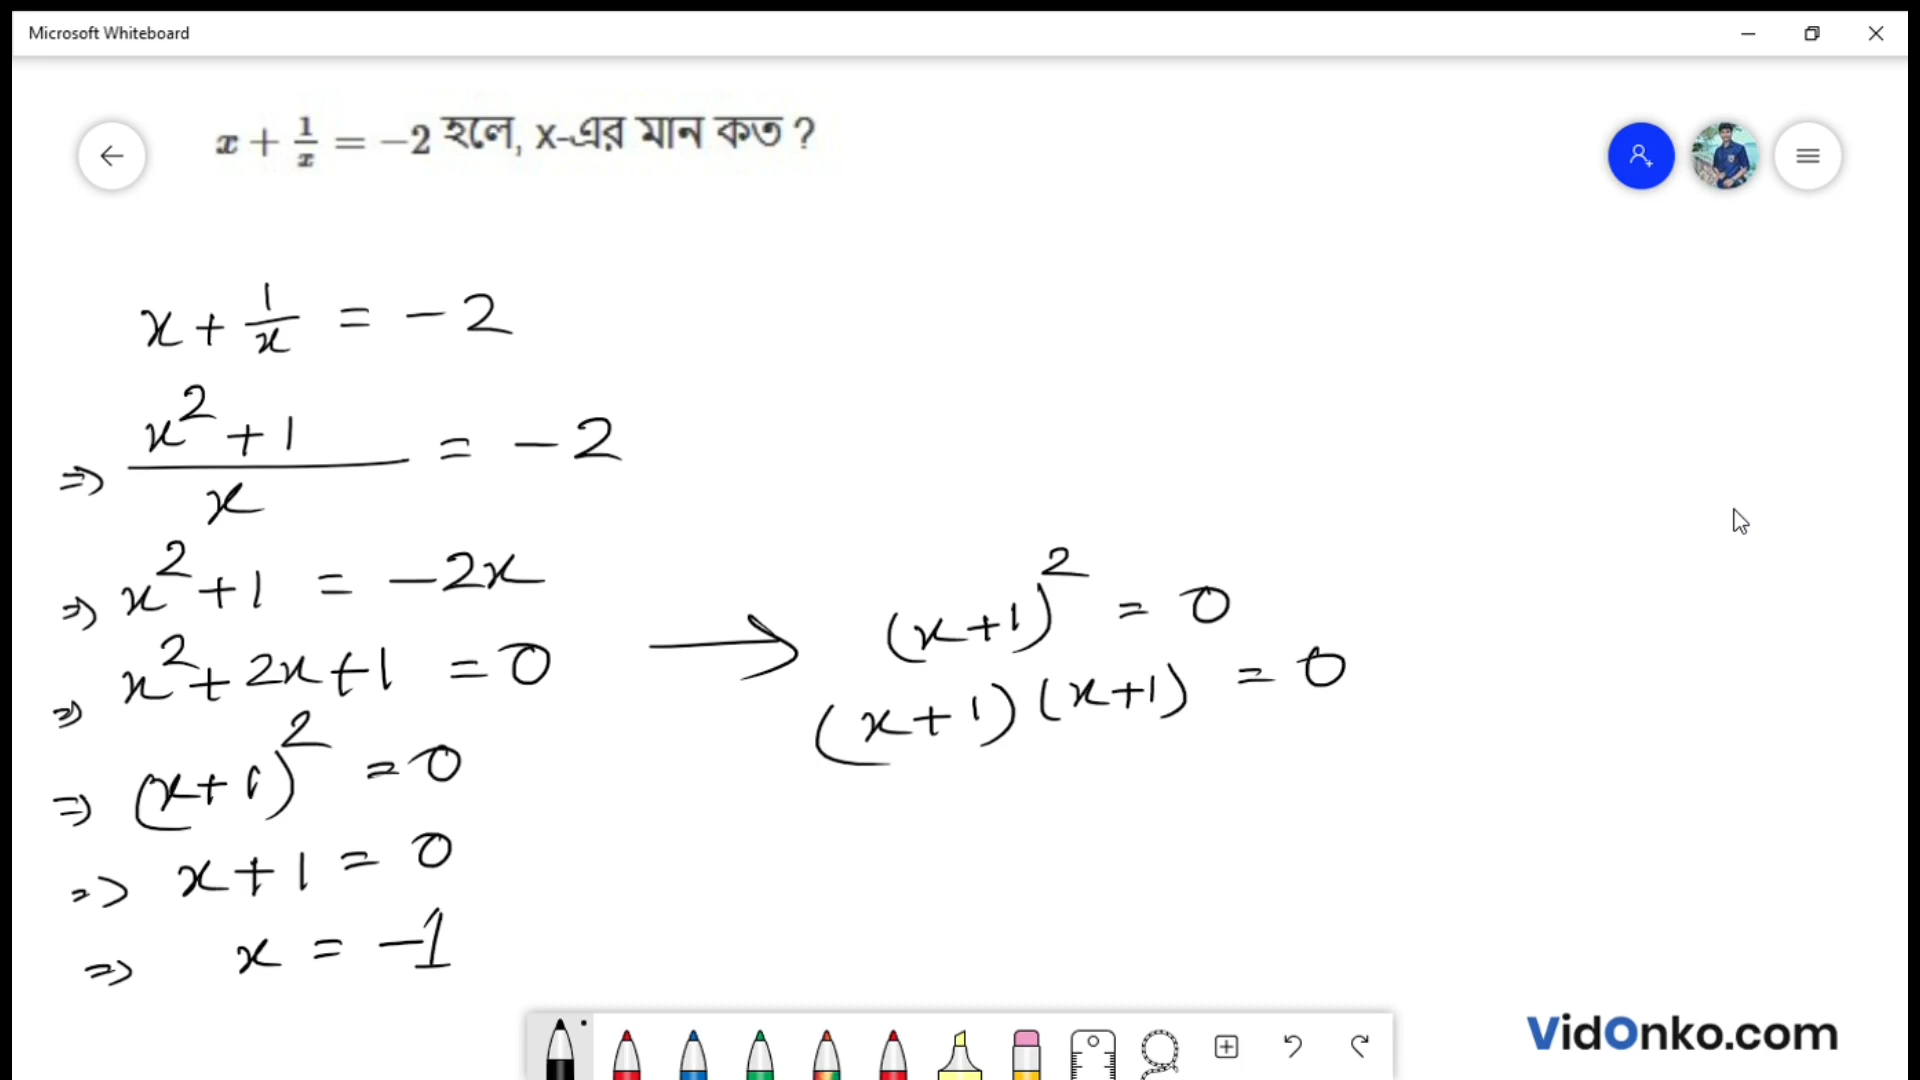 Microsoft Whiteboard
x + 1/x = −2 হলে, x-এর মান কত ?
x + 1/x = −2
⇒ (x² + 1)/x = −2
⇒ x² + 1 = −2x
⇒ x² + 2x + 1 = 0
⇒ (x + 1)² = 0
⇒ x + 1 = 0
⇒ x = −1
→ (x + 1)² = 0
(x + 1) (x + 1) = 0
VidOnko.com